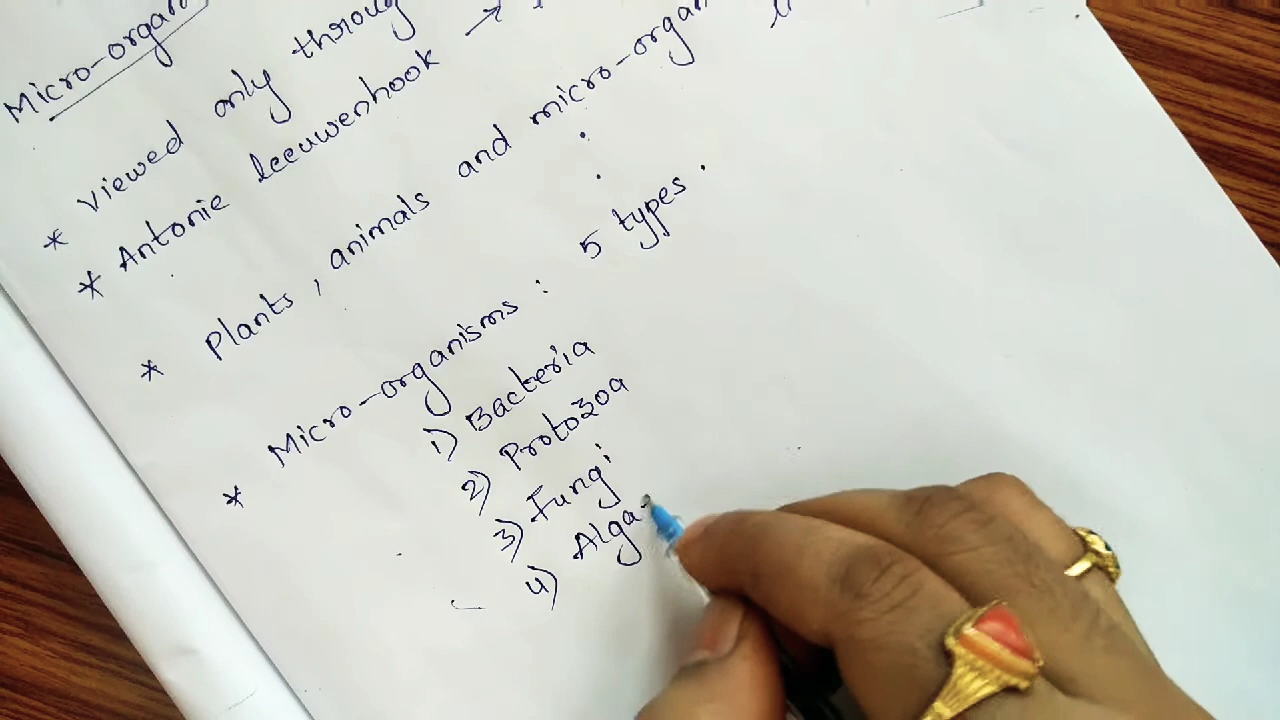 Micro-organ
* Viewed only throug
* Antonie leeuwenhook →
* Plants, animals and micro-organ
* Micro-organisms : 5 types.
1) Bacteria
2) Protozoa
3) Fungi
4) Alga